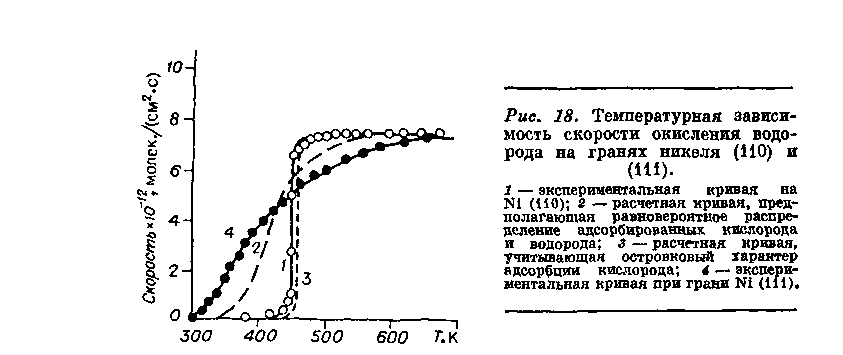 10
8
6
4
2
0
Скорость×10⁻¹², молек./(см²·с)
300 400 500 600 Т.К
4
2
1
3
Рис. 18. Температурная зависи-
мость скорости окисления водо-
рода на гранях никеля (110) и
(111).
1 — экспериментальная кривая на
Ni (110); 2 — расчетная кривая, пред-
полагающая равновероятное распре-
деление адсорбированных кислорода
и водорода; 3 — расчетная кривая,
учитывающая островковый характер
адсорбции кислорода; 4 — экспери-
ментальная кривая при грани Ni (111).